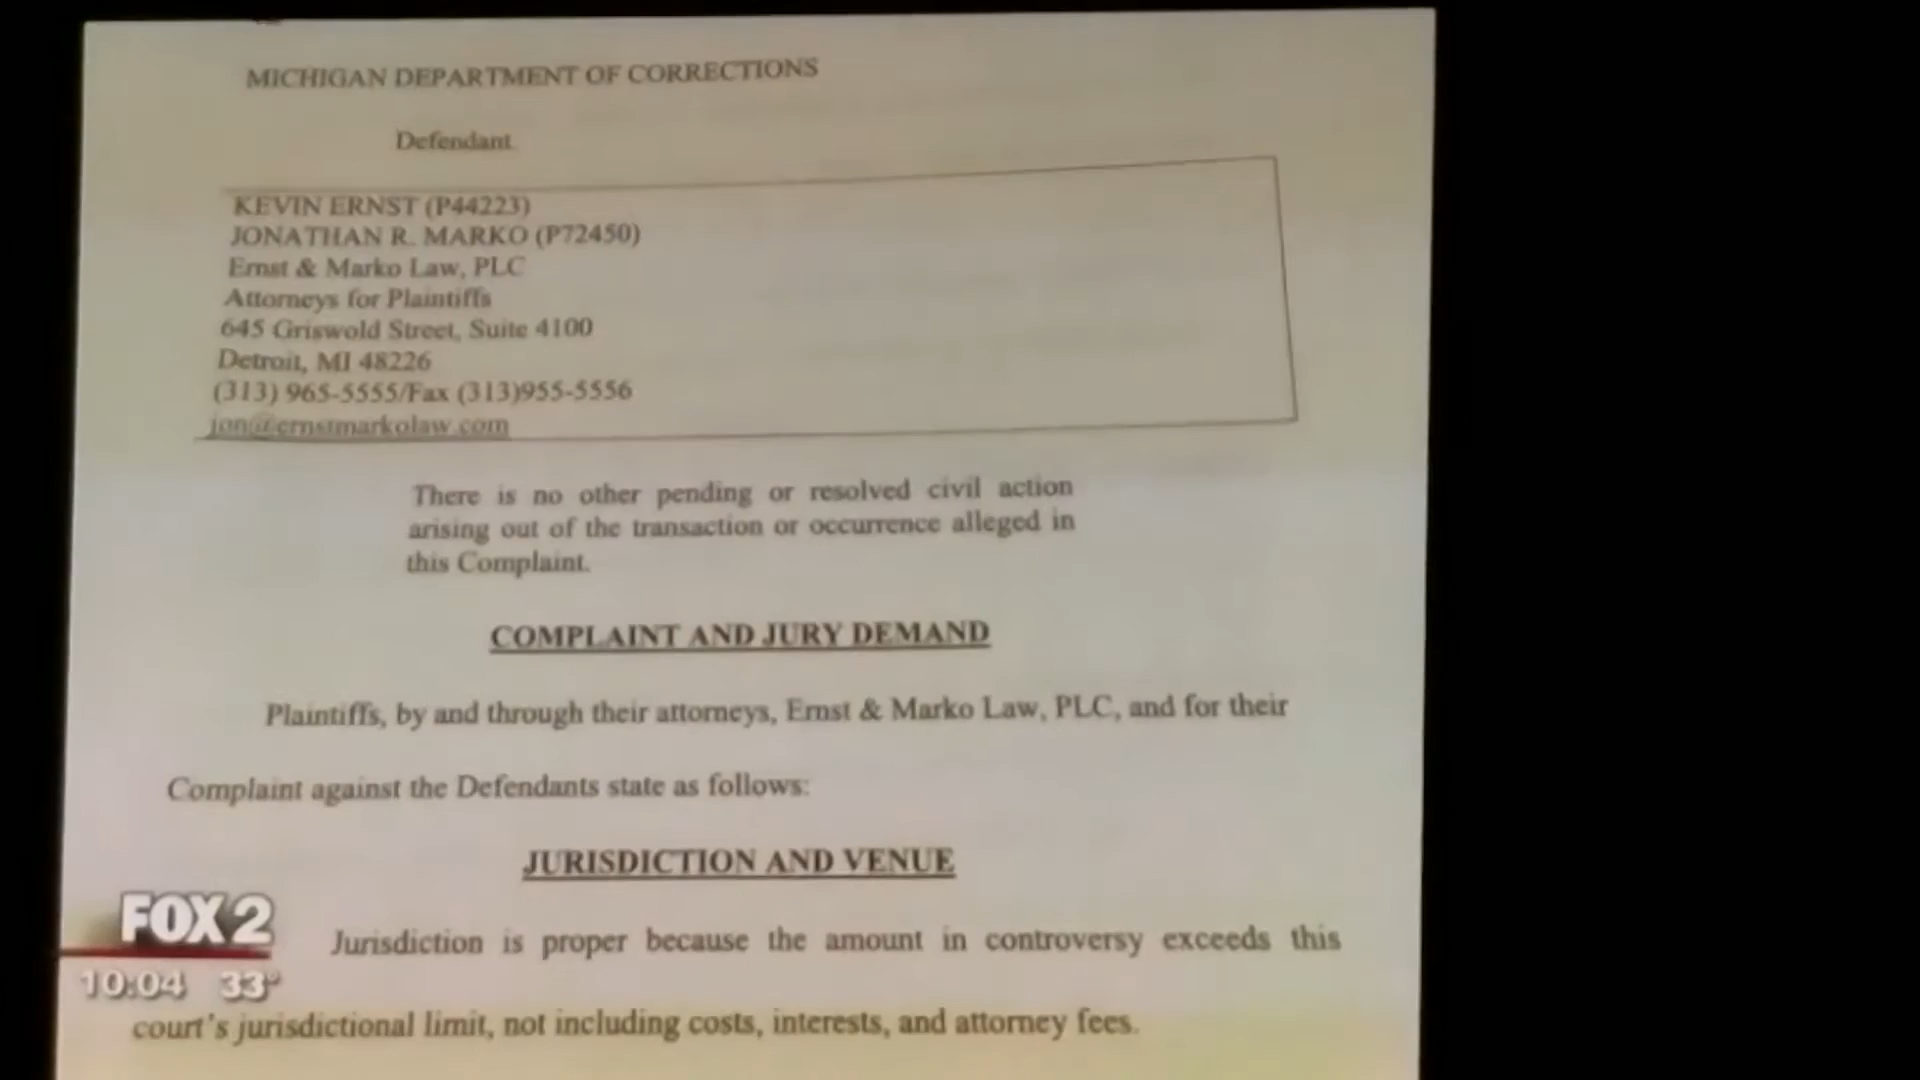 MICHIGAN DEPARTMENT OF CORRECTIONS
Defendant.
KEVIN ERNST (P44223)
JONATHAN R. MARKO (P72450)
Ernst & Marko Law, PLC
Attorneys for Plaintiffs
645 Griswold Street, Suite 4100
Detroit, MI 48226
(313) 965-5555/Fax (313)955-5556
jon@ernstmarkolaw.com
There is no other pending or resolved civil action
arising out of the transaction or occurrence alleged in
this Complaint.
COMPLAINT AND JURY DEMAND
Plaintiffs, by and through their attorneys, Ernst & Marko Law, PLC, and for their
Complaint against the Defendants state as follows:
JURISDICTION AND VENUE
Jurisdiction is proper because the amount in controversy exceeds this
court's jurisdictional limit, not including costs, interests, and attorney fees.
FOX 2
10:04 33°